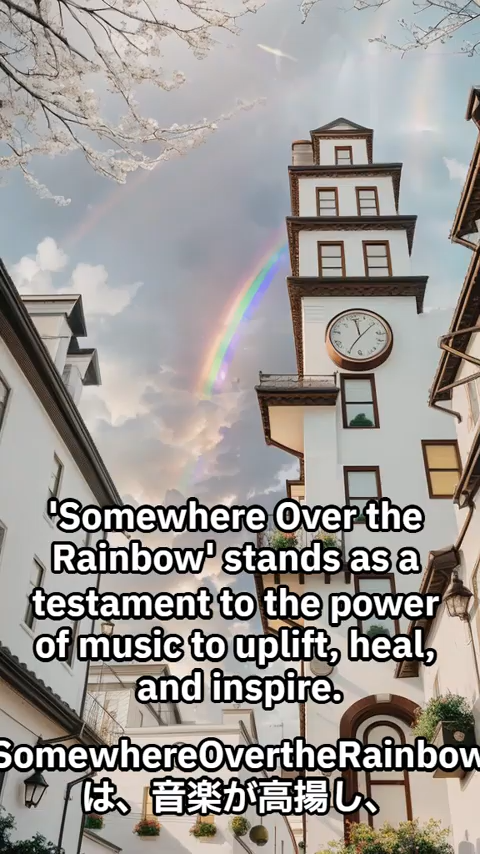 'Somewhere Over the
Rainbow' stands as a
testament to the power
of music to uplift, heal,
and inspire.
SomewhereOvertheRainbow
は、音楽が高揚し、